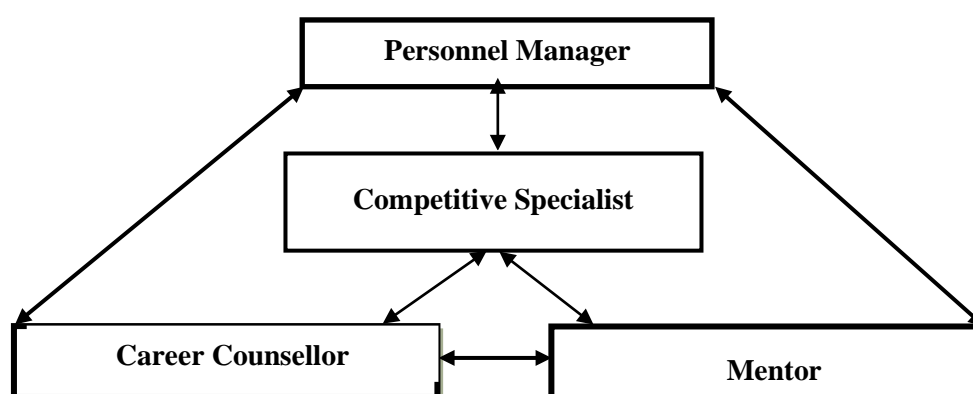 Personnel Manager
Competitive Specialist
Career Counsellor
Mentor